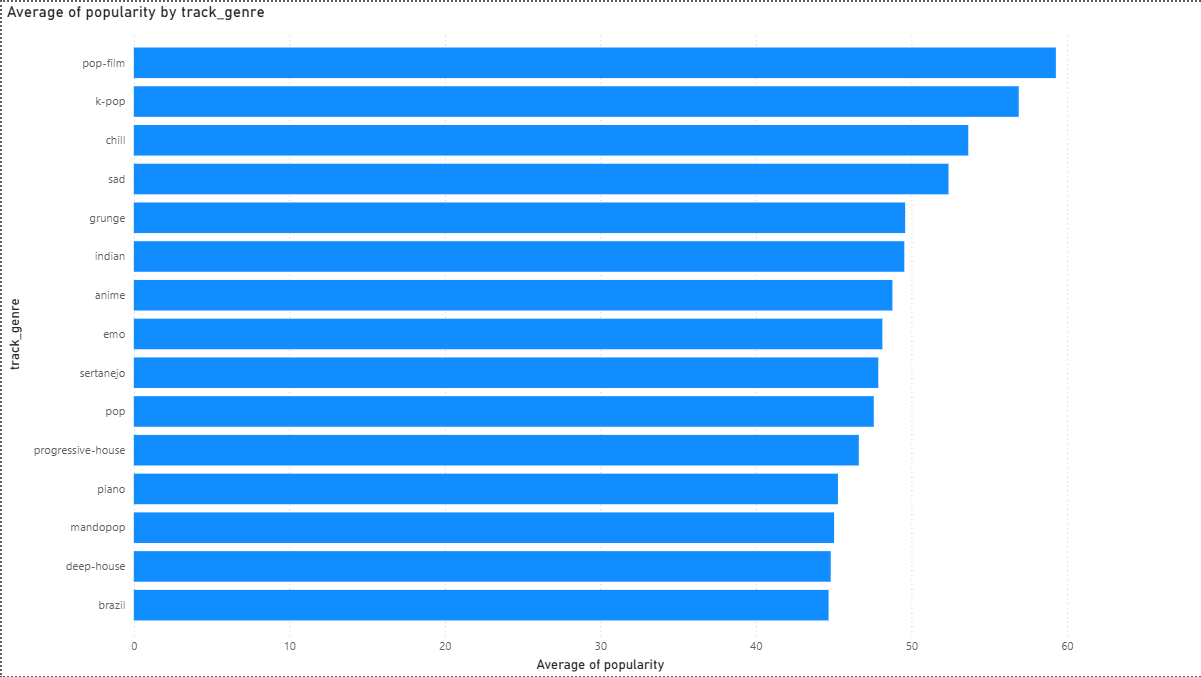 Average of popularity by track_genre
track_genre
pop-film
k-pop
chill
sad
grunge
indian
anime
emo
sertanejo
pop
progressive-house
piano
mandopop
deep-house
brazil
0 10 20 30 40 50 60
Average of popularity